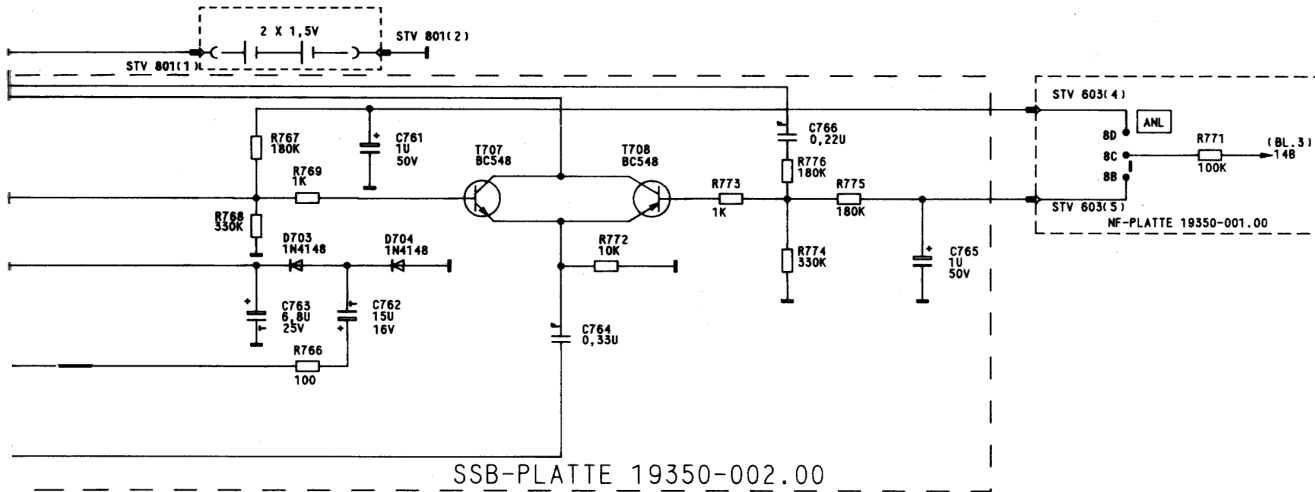 2 X 1,5V
STV 801(2)
STV 801(1)
STV 603(4)
ANL
8D
8C
8B
R771
100K
(BL.3)
14B
STV 603(5)
NF-PLATTE 19350-001.00
R767
180K
C761
1U
50V
R769
1K
T707
BC548
T708
BC548
C766
0,22U
R776
180K
R773
1K
R775
180K
R768
330K
D703
1N4148
D704
1N4148
R772
10K
R774
330K
C765
1U
50V
C763
6,8U
25V
C762
15U
16V
C764
0,33U
R766
100
SSB-PLATTE 19350-002.00